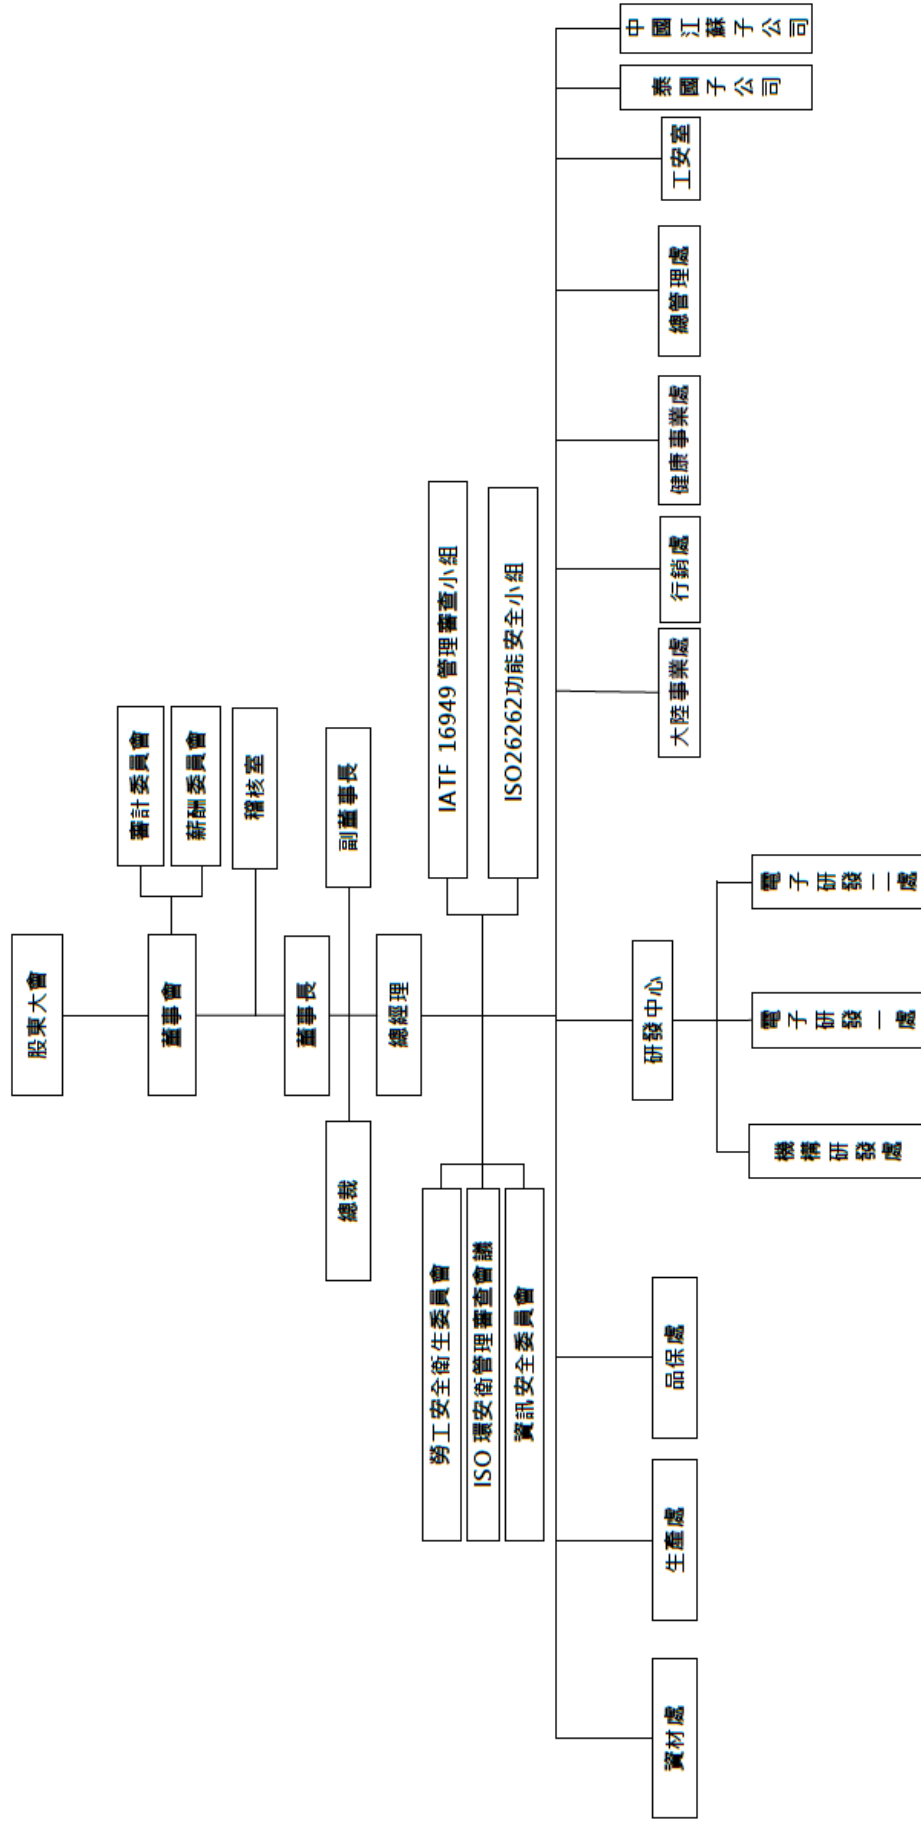 股東大會
董事會
審計委員會
薪酬委員會
稽核室
董事長
總裁
副董事長
總經理
勞工安全衛生委員會
ISO 環安衛管理審查會議
資訊安全委員會
IATF 16949 管理審查小組
ISO26262功能安全小組
資材處
生產處
品保處
研發中心
機構研發處
電子研發一處
電子研發二處
大陸事業處
行銷處
健康事業處
總管理處
工安室
泰國子公司
中國江蘇子公司